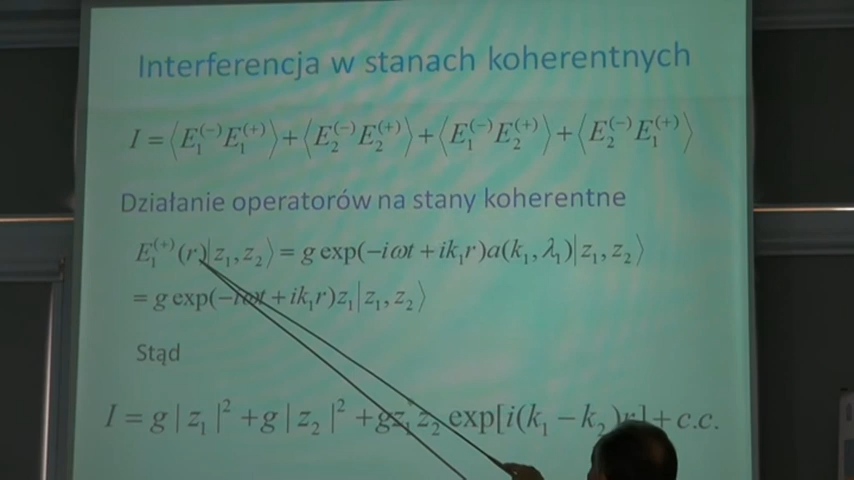 Interferencja w stanach koherentnych
I = ⟨E₁⁽⁻⁾E₁⁽⁺⁾⟩ + ⟨E₂⁽⁻⁾E₂⁽⁺⁾⟩ + ⟨E₁⁽⁻⁾E₂⁽⁺⁾⟩ + ⟨E₂⁽⁻⁾E₁⁽⁺⁾⟩
Działanie operatorów na stany koherentne
E₁⁽⁺⁾(r)|z₁,z₂⟩ = g exp(−iωt + ik₁r)a(k₁,λ₁)|z₁,z₂⟩
= g exp(−iωt + ik₁r)z₁|z₁,z₂⟩
Stąd
I = g|z₁|² + g|z₂|² + gz₁z₂ exp[i(k₁ − k₂)r] + c.c.